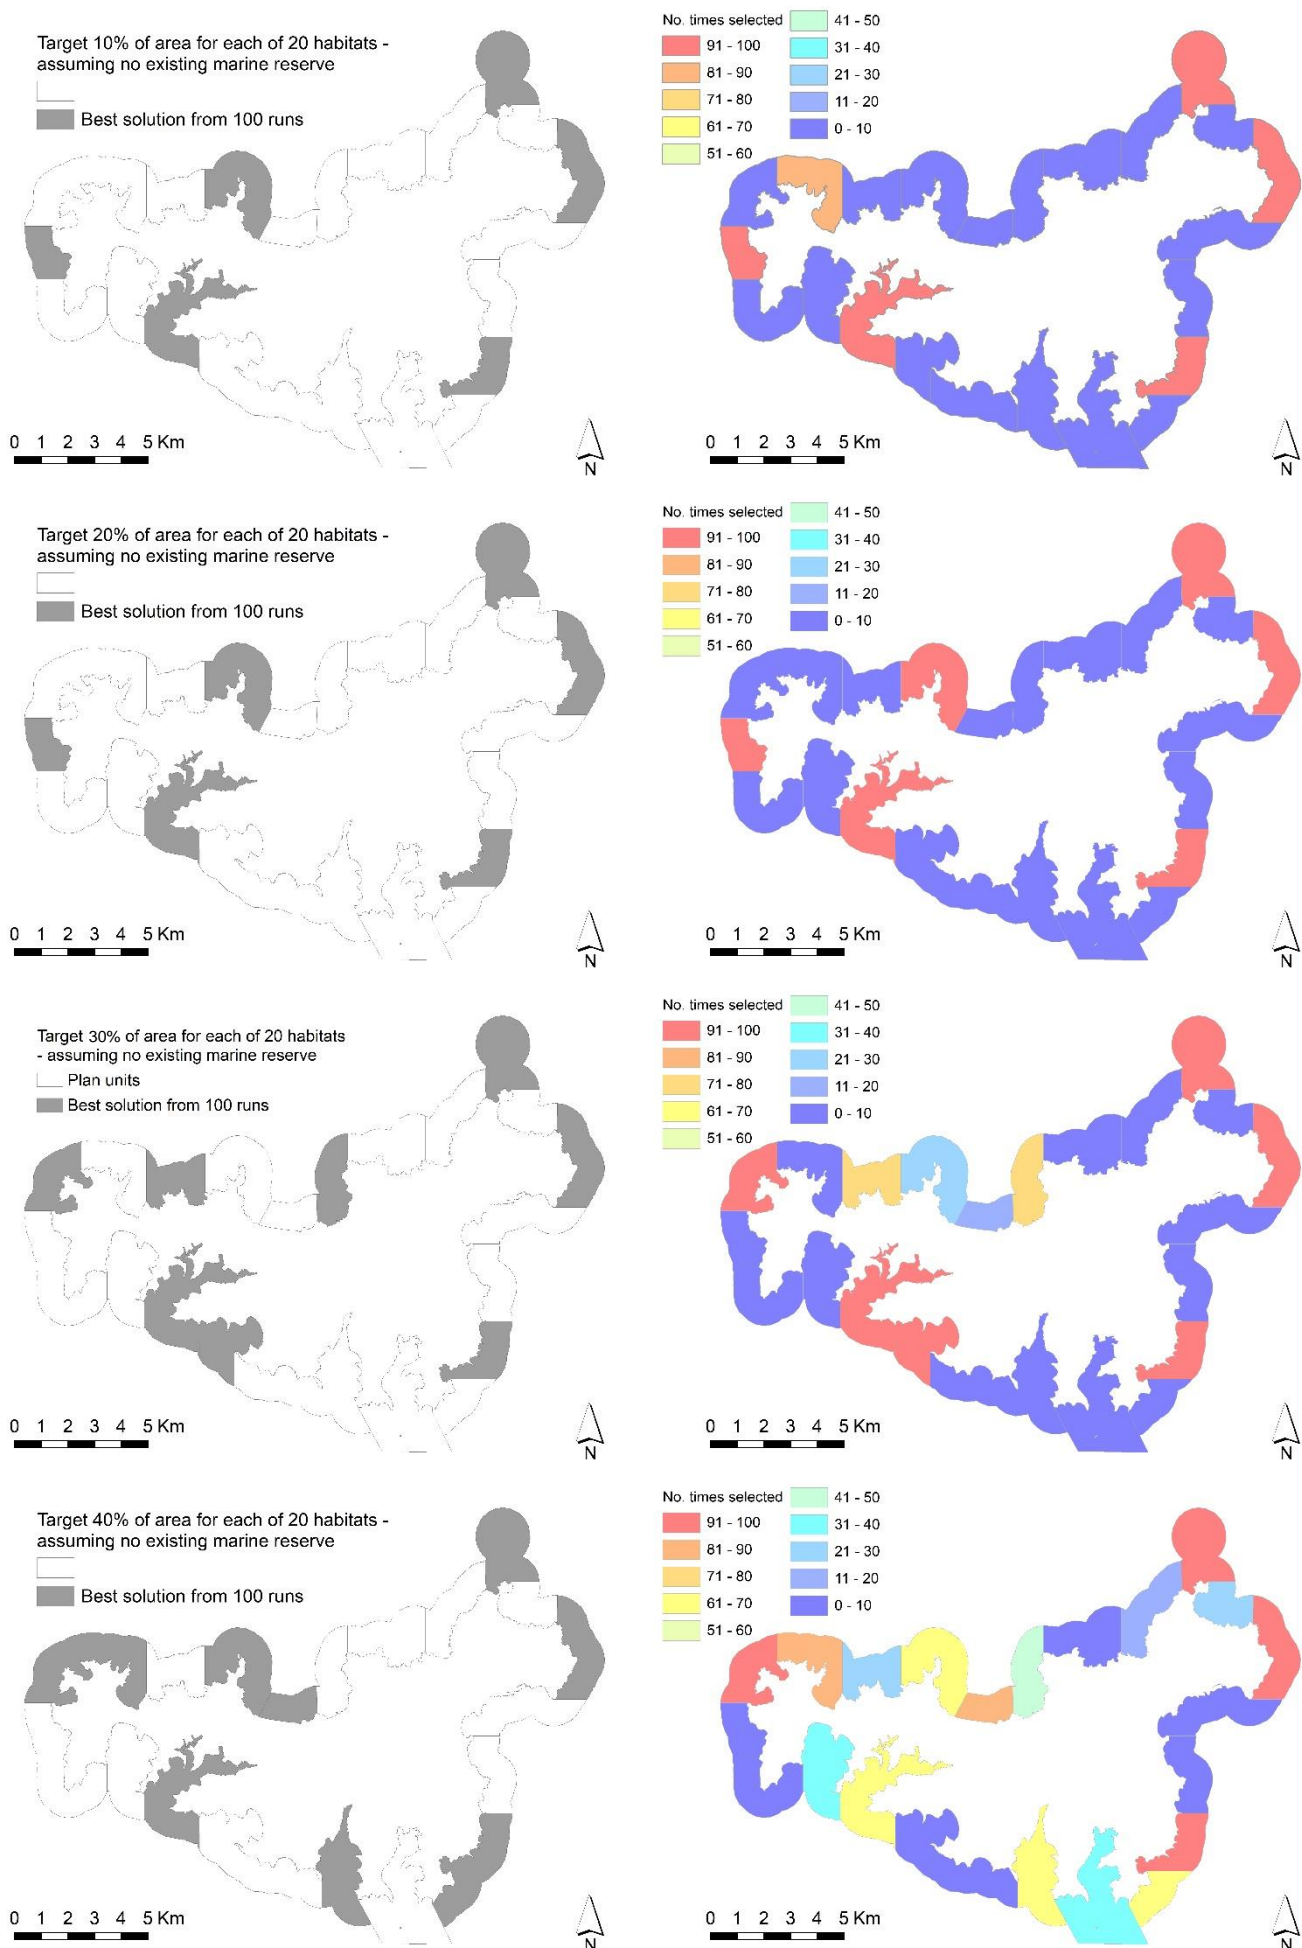 Target 10% of area for each of 20 habitats -
assuming no existing marine reserve
Best solution from 100 runs
0 1 2 3 4 5 Km
N
No. times selected
91 - 100
81 - 90
71 - 80
61 - 70
51 - 60
41 - 50
31 - 40
21 - 30
11 - 20
0 - 10
0 1 2 3 4 5 Km
N
Target 20% of area for each of 20 habitats -
assuming no existing marine reserve
Best solution from 100 runs
0 1 2 3 4 5 Km
N
No. times selected
91 - 100
81 - 90
71 - 80
61 - 70
51 - 60
41 - 50
31 - 40
21 - 30
11 - 20
0 - 10
0 1 2 3 4 5 Km
N
Target 30% of area for each of 20 habitats
- assuming no existing marine reserve
Plan units
Best solution from 100 runs
0 1 2 3 4 5 Km
N
No. times selected
91 - 100
81 - 90
71 - 80
61 - 70
51 - 60
41 - 50
31 - 40
21 - 30
11 - 20
0 - 10
0 1 2 3 4 5 Km
N
Target 40% of area for each of 20 habitats -
assuming no existing marine reserve
Best solution from 100 runs
0 1 2 3 4 5 Km
N
No. times selected
91 - 100
81 - 90
71 - 80
61 - 70
51 - 60
41 - 50
31 - 40
21 - 30
11 - 20
0 - 10
0 1 2 3 4 5 Km
N